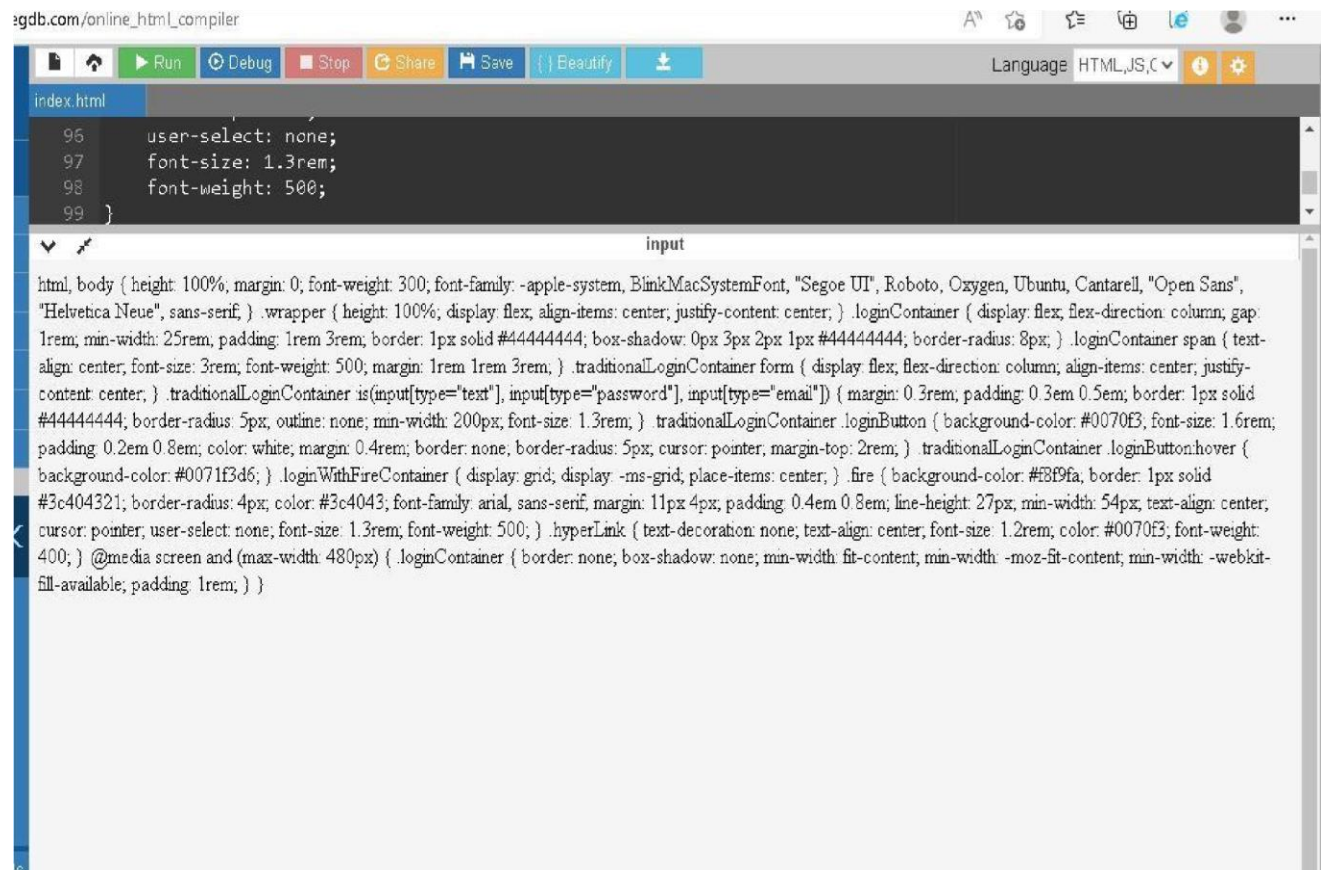 egdb.com/online_html_compiler
Run Debug Stop Share Save { } Beautify Language HTML,JS,C
index.html
96 user-select: none;
97 font-size: 1.3rem;
98 font-weight: 500;
99 }
input
html, body { height: 100%; margin: 0; font-weight: 300; font-family: -apple-system, BlinkMacSystemFont, "Segoe UI", Roboto, Oxygen, Ubuntu, Cantarell, "Open Sans",
"Helvetica Neue", sans-serif; } .wrapper { height: 100%; display: flex; align-items: center; justify-content: center; } .loginContainer { display: flex; flex-direction: column; gap:
1rem; min-width: 25rem; padding: 1rem 3rem; border: 1px solid #44444444; box-shadow: 0px 3px 2px 1px #44444444; border-radius: 8px; } .loginContainer span { text-
align: center; font-size: 3rem; font-weight: 500; margin: 1rem 1rem 3rem; } .traditionalLoginContainer form { display: flex; flex-direction: column; align-items: center; justify-
content: center; } .traditionalLoginContainer :is(input[type="text"], input[type="password"], input[type="email"]) { margin: 0.3rem; padding: 0.3em 0.5em; border: 1px solid
#44444444; border-radius: 5px; outline: none; min-width: 200px; font-size: 1.3rem; } .traditionalLoginContainer .loginButton { background-color: #0070f3; font-size: 1.6rem;
padding: 0.2em 0.8em; color: white; margin: 0.4rem; border: none; border-radius: 5px; cursor: pointer; margin-top: 2rem; } .traditionalLoginContainer .loginButton:hover {
background-color: #0071f3d6; } .loginWithFireContainer { display: grid; display: -ms-grid; place-items: center; } .fire { background-color: #f8f9fa; border: 1px solid
#3c404321; border-radius: 4px; color: #3c4043; font-family: arial, sans-serif; margin: 11px 4px; padding: 0.4em 0.8em; line-height: 27px; min-width: 54px; text-align: center;
cursor: pointer; user-select: none; font-size: 1.3rem; font-weight: 500; } .hyperLink { text-decoration: none; text-align: center; font-size: 1.2rem; color: #0070f3; font-weight:
400; } @media screen and (max-width: 480px) { .loginContainer { border: none; box-shadow: none; min-width: fit-content; min-width: -moz-fit-content; min-width: -webkit-
fill-available; padding: 1rem; } }